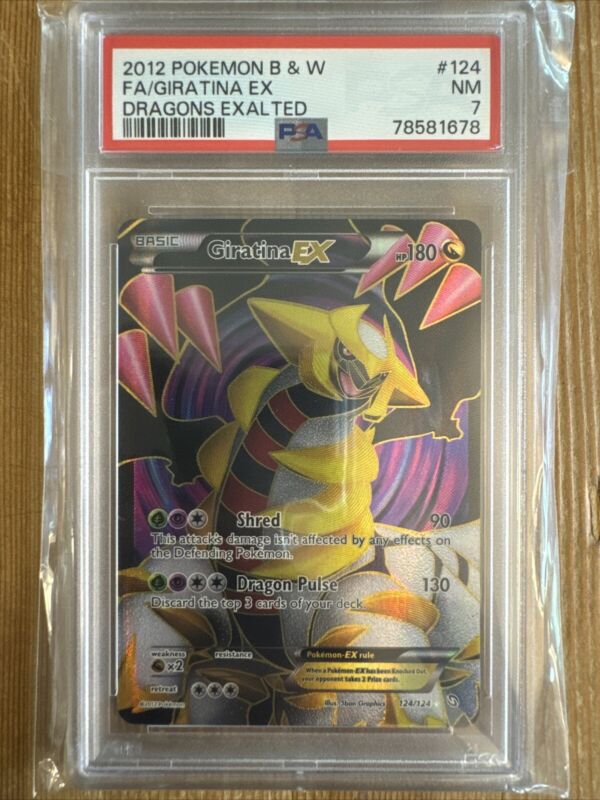 2012 POKEMON B & W #124
FA/GIRATINA EX NM
DRAGONS EXALTED 7
PSA 78581678
BASIC Giratina EX HP180
Shred 90
This attack's damage isn't affected by any effects on
the Defending Pokémon.
Dragon Pulse 130
Discard the top 3 cards of your deck.
weakness resistance
×2
retreat
Pokémon-EX rule
When a Pokémon-EX has been Knocked Out,
your opponent takes 2 Prize cards.
Illus. 5ban Graphics 124/124